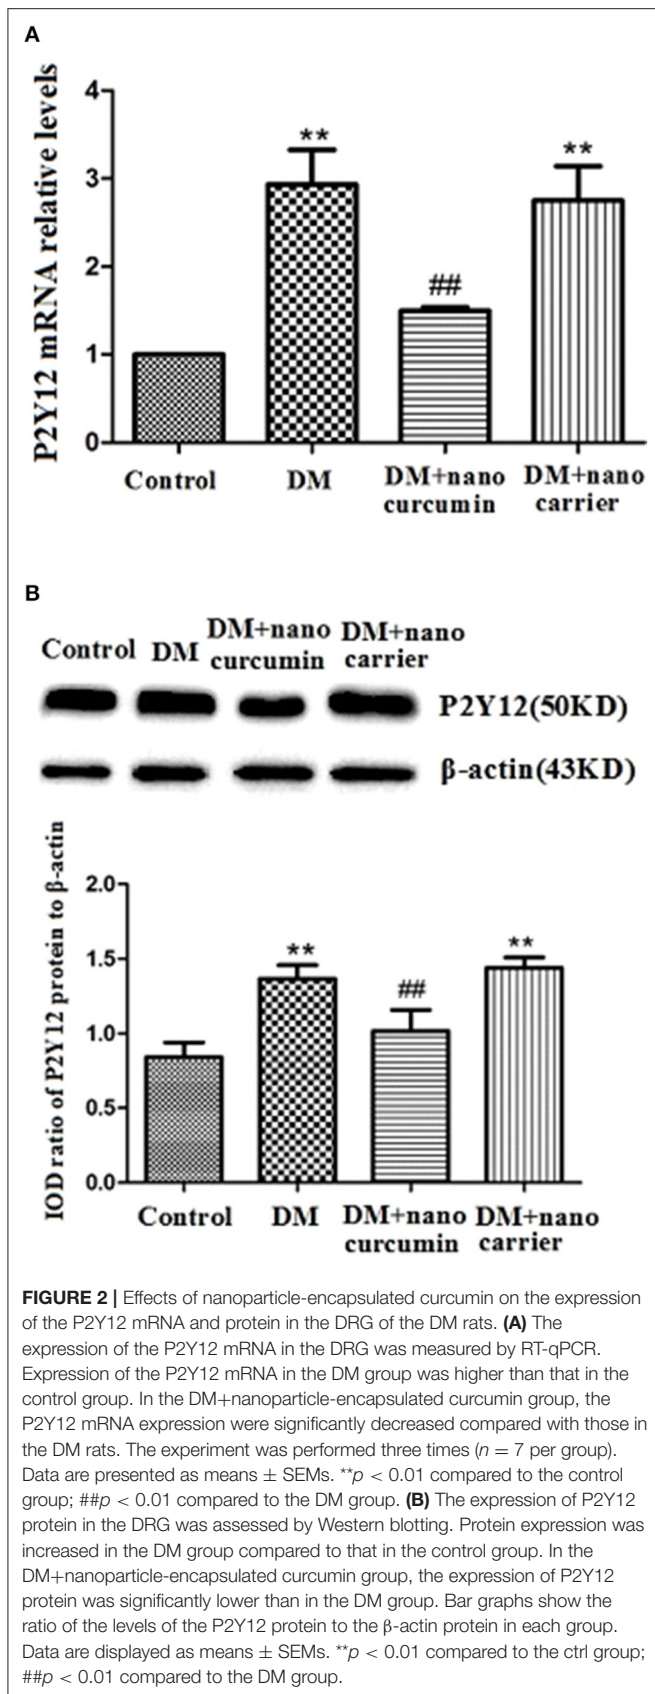 A
P2Y12 mRNA relative levels
4
3
2
1
0
**
##
**
Control DM DM+nano DM+nano
curcumin carrier
B
DM+nano DM+nano
Control DM curcumin carrier
P2Y12(50KD)
β-actin(43KD)
IOD ratio of P2Y12 protein to β-actin
2.0
1.5
1.0
0.5
0.0
**
##
**
Control DM DM+nano DM+nano
curcumin carrier
FIGURE 2 | Effects of nanoparticle-encapsulated curcumin on the expression
of the P2Y12 mRNA and protein in the DRG of the DM rats. (A) The
expression of the P2Y12 mRNA in the DRG was measured by RT-qPCR.
Expression of the P2Y12 mRNA in the DM group was higher than that in the
control group. In the DM+nanoparticle-encapsulated curcumin group, the
P2Y12 mRNA expression were significantly decreased compared with those in
the DM rats. The experiment was performed three times (n = 7 per group).
Data are presented as means ± SEMs. **p < 0.01 compared to the control
group; ##p < 0.01 compared to the DM group. (B) The expression of P2Y12
protein in the DRG was assessed by Western blotting. Protein expression was
increased in the DM group compared to that in the control group. In the
DM+nanoparticle-encapsulated curcumin group, the expression of P2Y12
protein was significantly lower than in the DM group. Bar graphs show the
ratio of the levels of the P2Y12 protein to the β-actin protein in each group.
Data are displayed as means ± SEMs. **p < 0.01 compared to the ctrl group;
##p < 0.01 compared to the DM group.